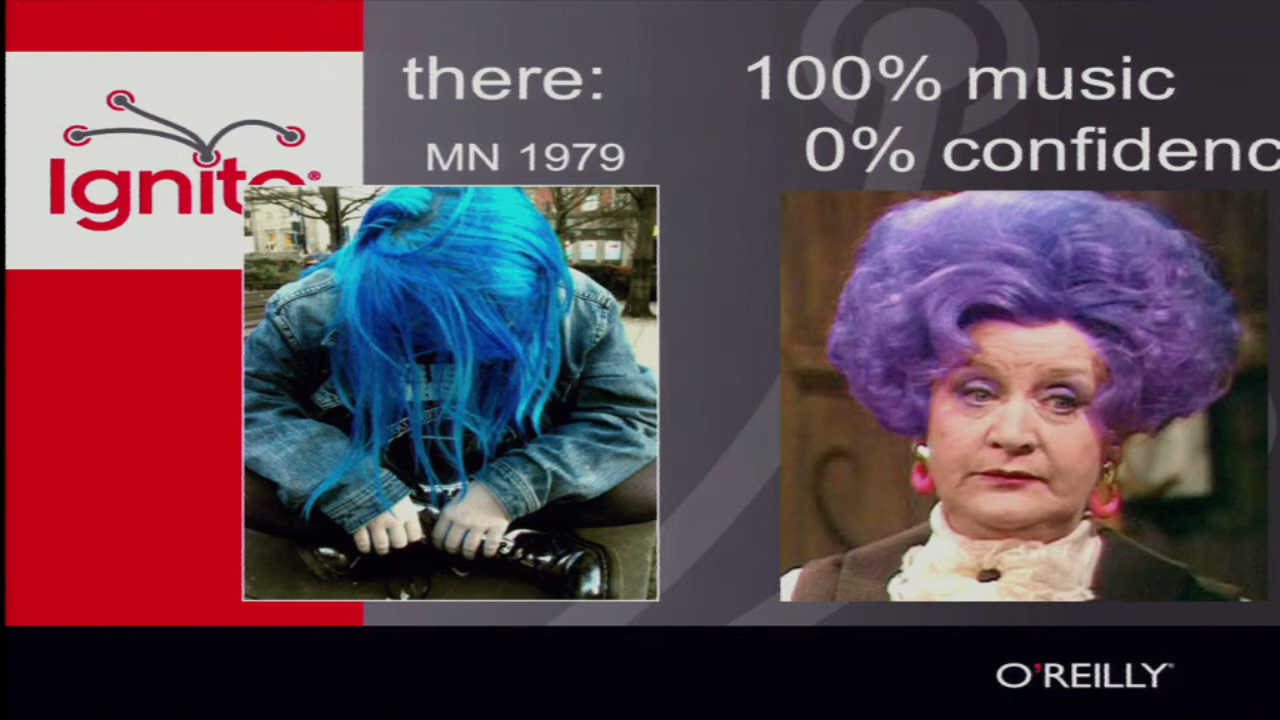 there:
100% music
MN 1979
0% confidenc
Ignite
O'REILLY